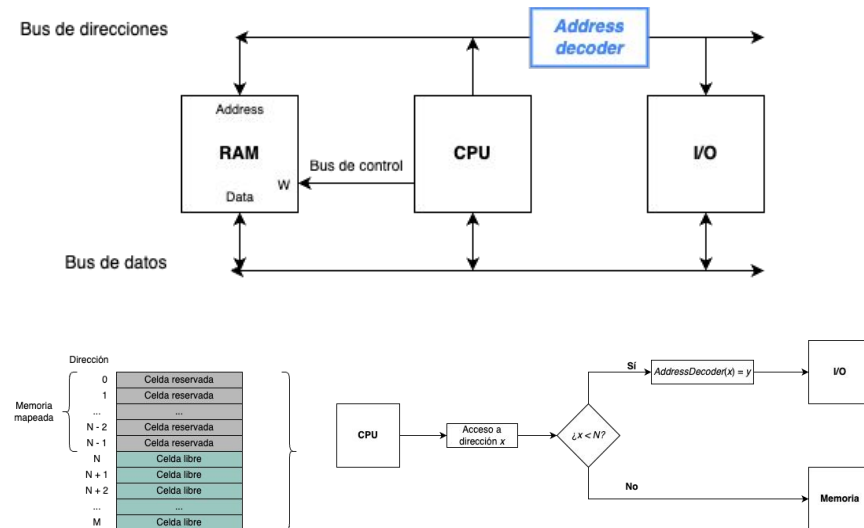 Bus de direcciones
Address
decoder
Address
RAM
W
Data
Bus de control
CPU
I/O
Bus de datos
Dirección
Memoria
mapeada
0 Celda reservada
1 Celda reservada
... ...
N - 2 Celda reservada
N - 1 Celda reservada
N Celda libre
N + 1 Celda libre
N + 2 Celda libre
... ...
M Celda libre
CPU
Acceso a
dirección x
¿x < N?
Sí
AddressDecoder(x) = y
I/O
No
Memoria